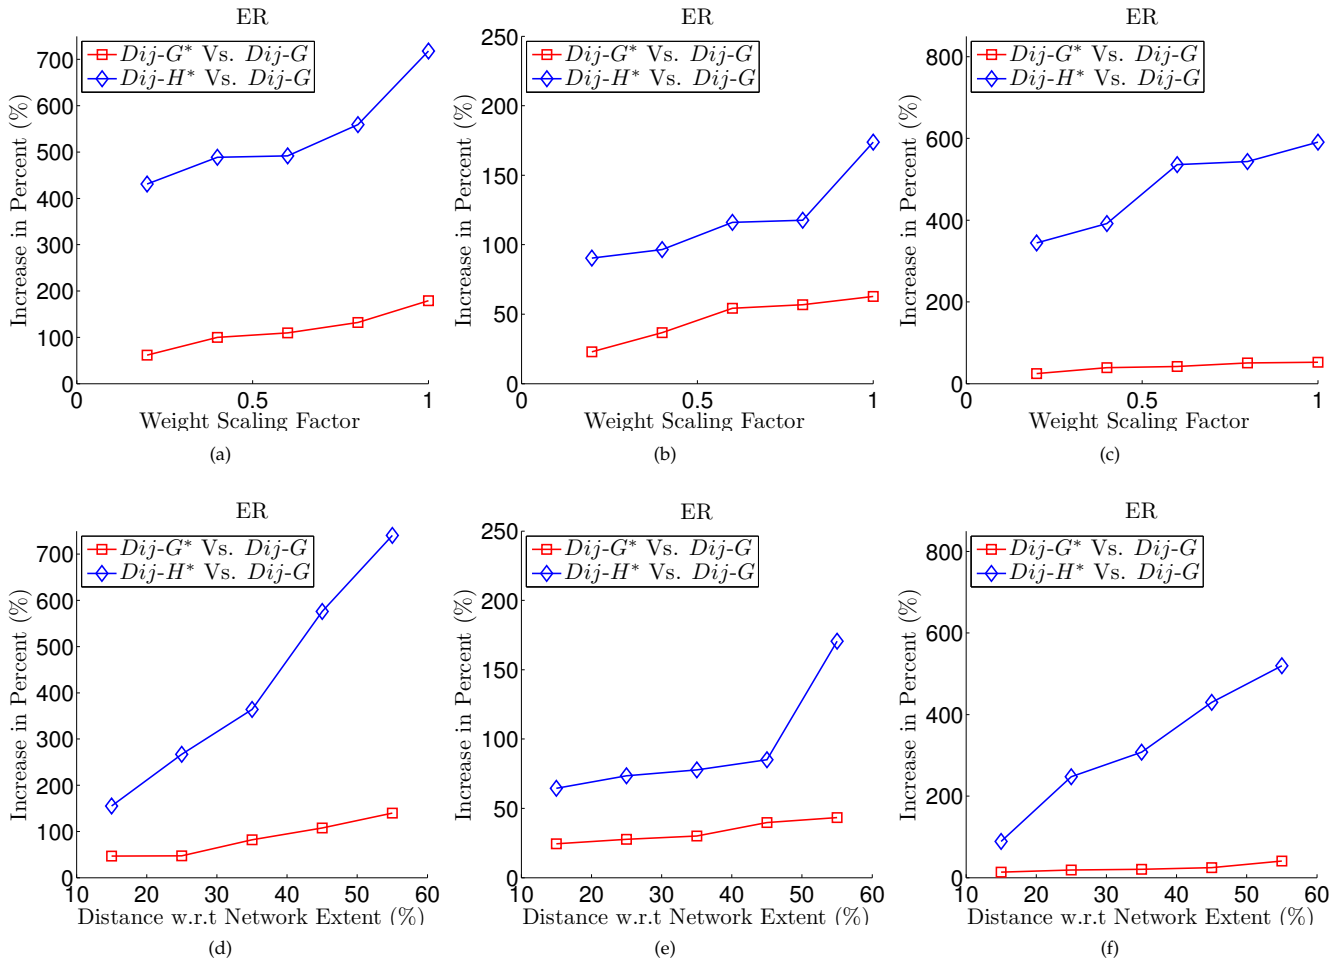 ER
Dij-G* Vs. Dij-G
Dij-H* Vs. Dij-G
Increase in Percent (%)
700
600
500
400
300
200
100
0
0 0.5 1
Weight Scaling Factor
(a)
ER
Dij-G* Vs. Dij-G
Dij-H* Vs. Dij-G
Increase in Percent (%)
250
200
150
100
50
0
0 0.5 1
Weight Scaling Factor
(b)
ER
Dij-G* Vs. Dij-G
Dij-H* Vs. Dij-G
Increase in Percent (%)
800
600
400
200
0
0 0.5 1
Weight Scaling Factor
(c)
ER
Dij-G* Vs. Dij-G
Dij-H* Vs. Dij-G
Increase in Percent (%)
700
600
500
400
300
200
100
0
10 20 30 40 50 60
Distance w.r.t Network Extent (%)
(d)
ER
Dij-G* Vs. Dij-G
Dij-H* Vs. Dij-G
Increase in Percent (%)
250
200
150
100
50
0
10 20 30 40 50 60
Distance w.r.t Network Extent (%)
(e)
ER
Dij-G* Vs. Dij-G
Dij-H* Vs. Dij-G
Increase in Percent (%)
800
600
400
200
0
10 20 30 40 50 60
Distance w.r.t Network Extent (%)
(f)